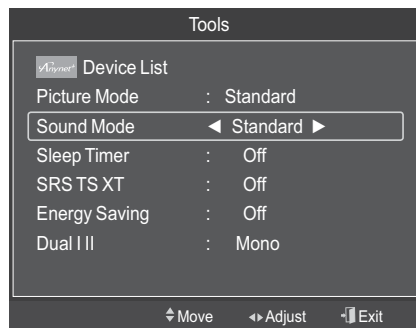 Tools
Anynet+ Device List
Picture Mode : Standard
Sound Mode ◄ Standard ►
Sleep Timer : Off
SRS TS XT : Off
Energy Saving : Off
Dual I II : Mono
Move Adjust Exit